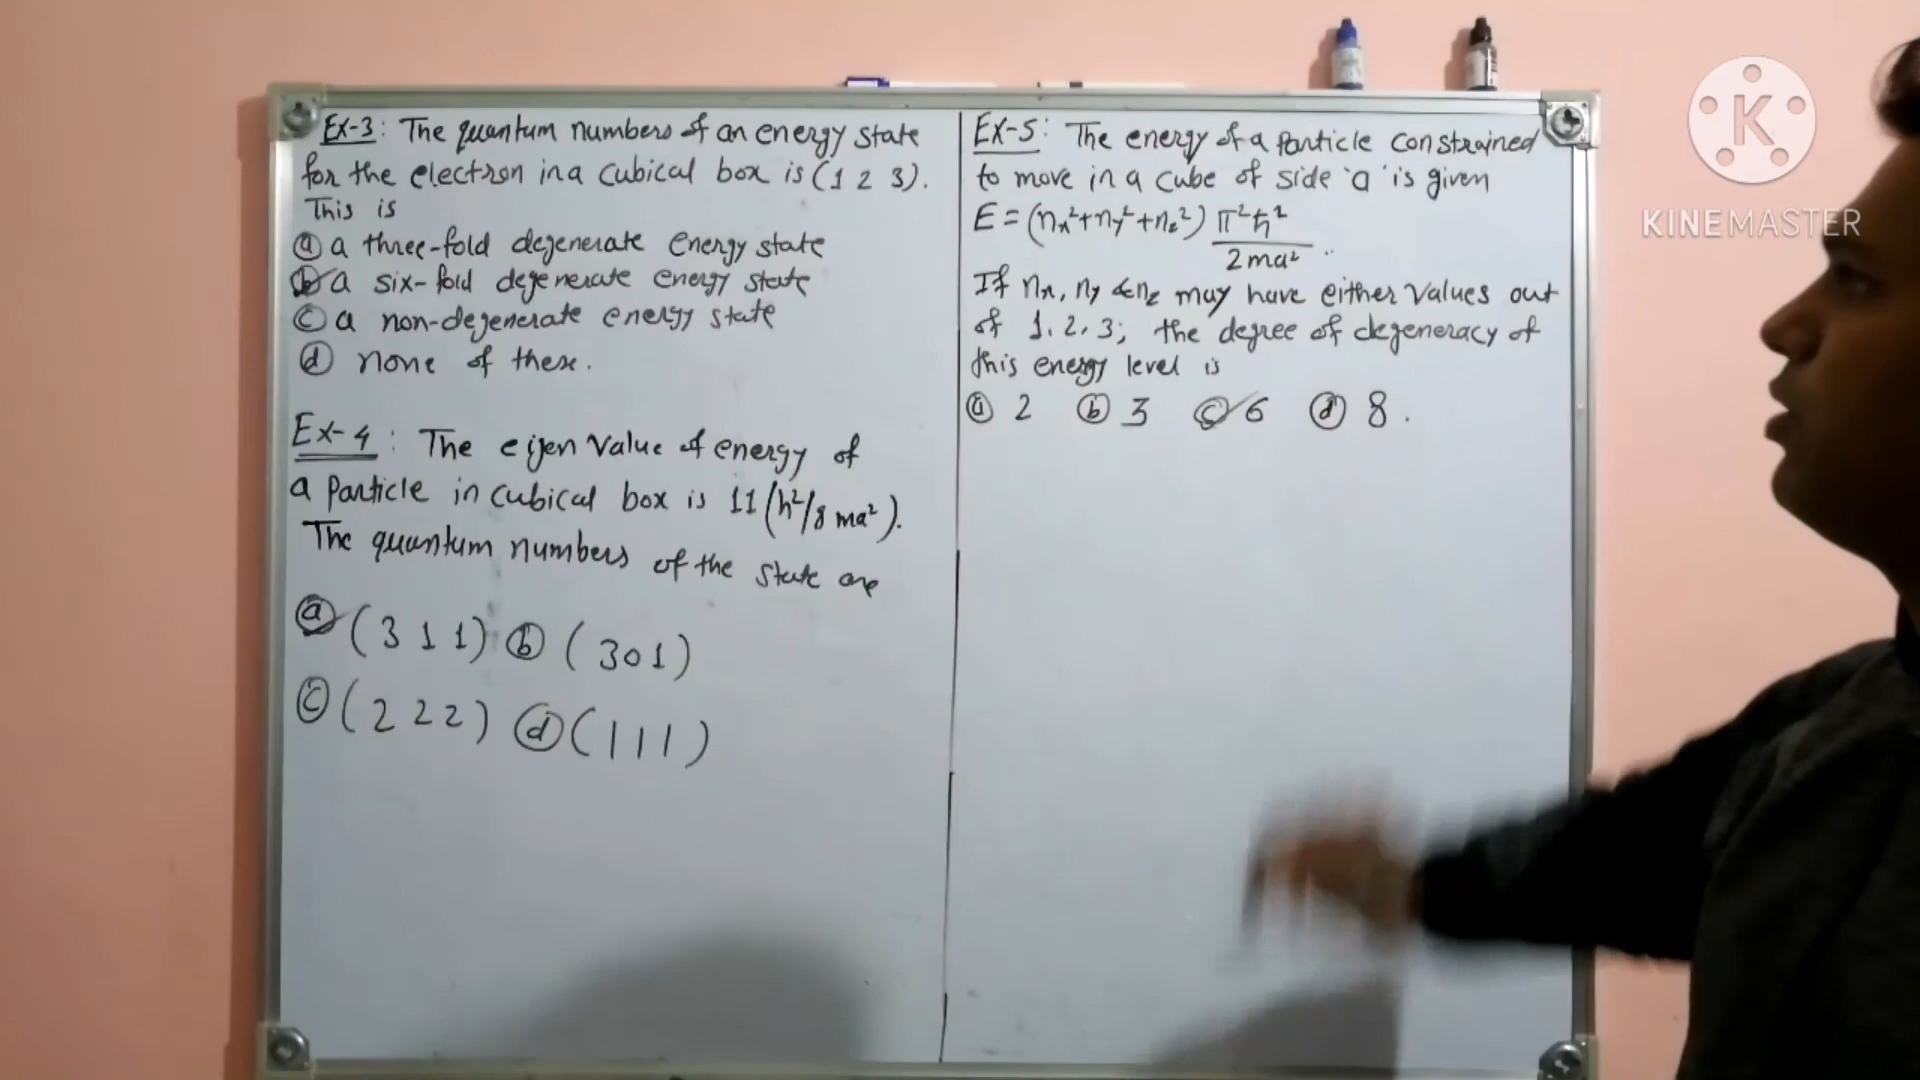 Ex-3: The quantum numbers of an energy state
for the electron in a cubical box is (1 2 3).
This is
(a) a three-fold degenerate energy state
(b) a six-fold degenerate energy state
(c) a non-degenerate energy state
(d) none of these.
Ex-4: The eigen value of energy of
a particle in cubical box is 11 (h²/8 ma²).
The quantum numbers of the state are
(a) (3 1 1) (b) (3 0 1)
(c) (2 2 2) (d) (1 1 1)
Ex-5: The energy of a particle constrained
to move in a cube of side 'a' is given
E = (nx² + ny² + nz²) π²ħ² / 2ma² ..
If nx, ny & nz may have either values out
of 1, 2, 3; the degree of degeneracy of
this energy level is
(a) 2 (b) 3 (c) 6 (d) 8.
K
KINEMASTER